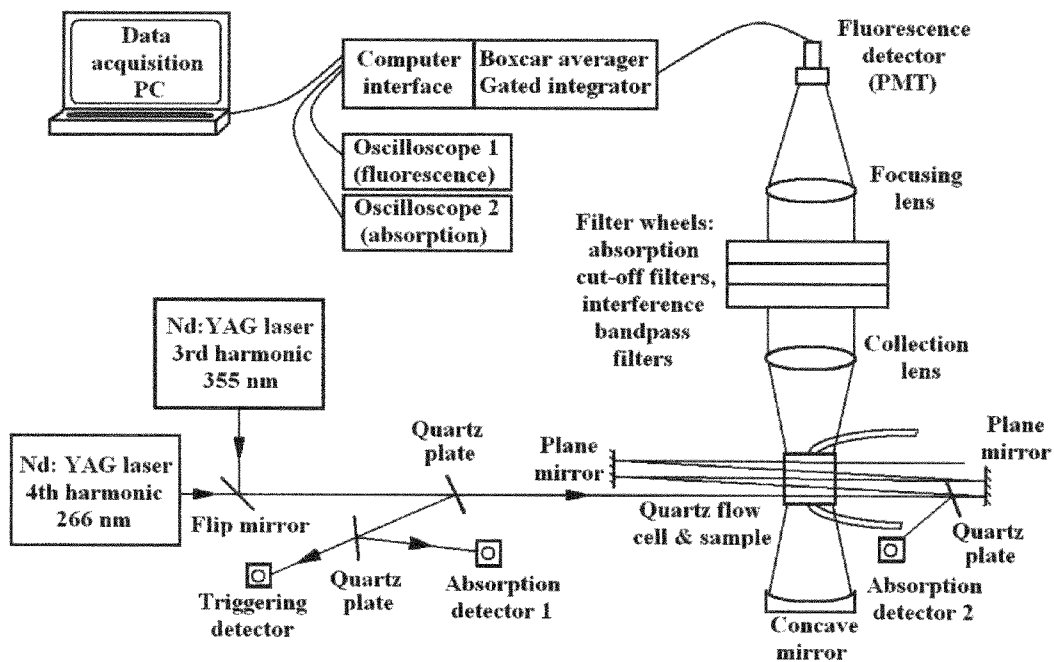 Data
acquisition
PC
Computer
interface
Boxcar averager
Gated integrator
Fluorescence
detector
(PMT)
Oscilloscope 1
(fluorescence)
Oscilloscope 2
(absorption)
Focusing
lens
Filter wheels:
absorption
cut-off filters,
interference
bandpass
filters
Nd:YAG laser
3rd harmonic
355 nm
Collection
lens
Nd: YAG laser
4th harmonic
266 nm
Flip mirror
Quartz
plate
Plane
mirror
Plane
mirror
Quartz flow
cell & sample
Quartz
plate
Triggering
detector
Quartz
plate
Absorption
detector 1
Absorption
detector 2
Concave
mirror